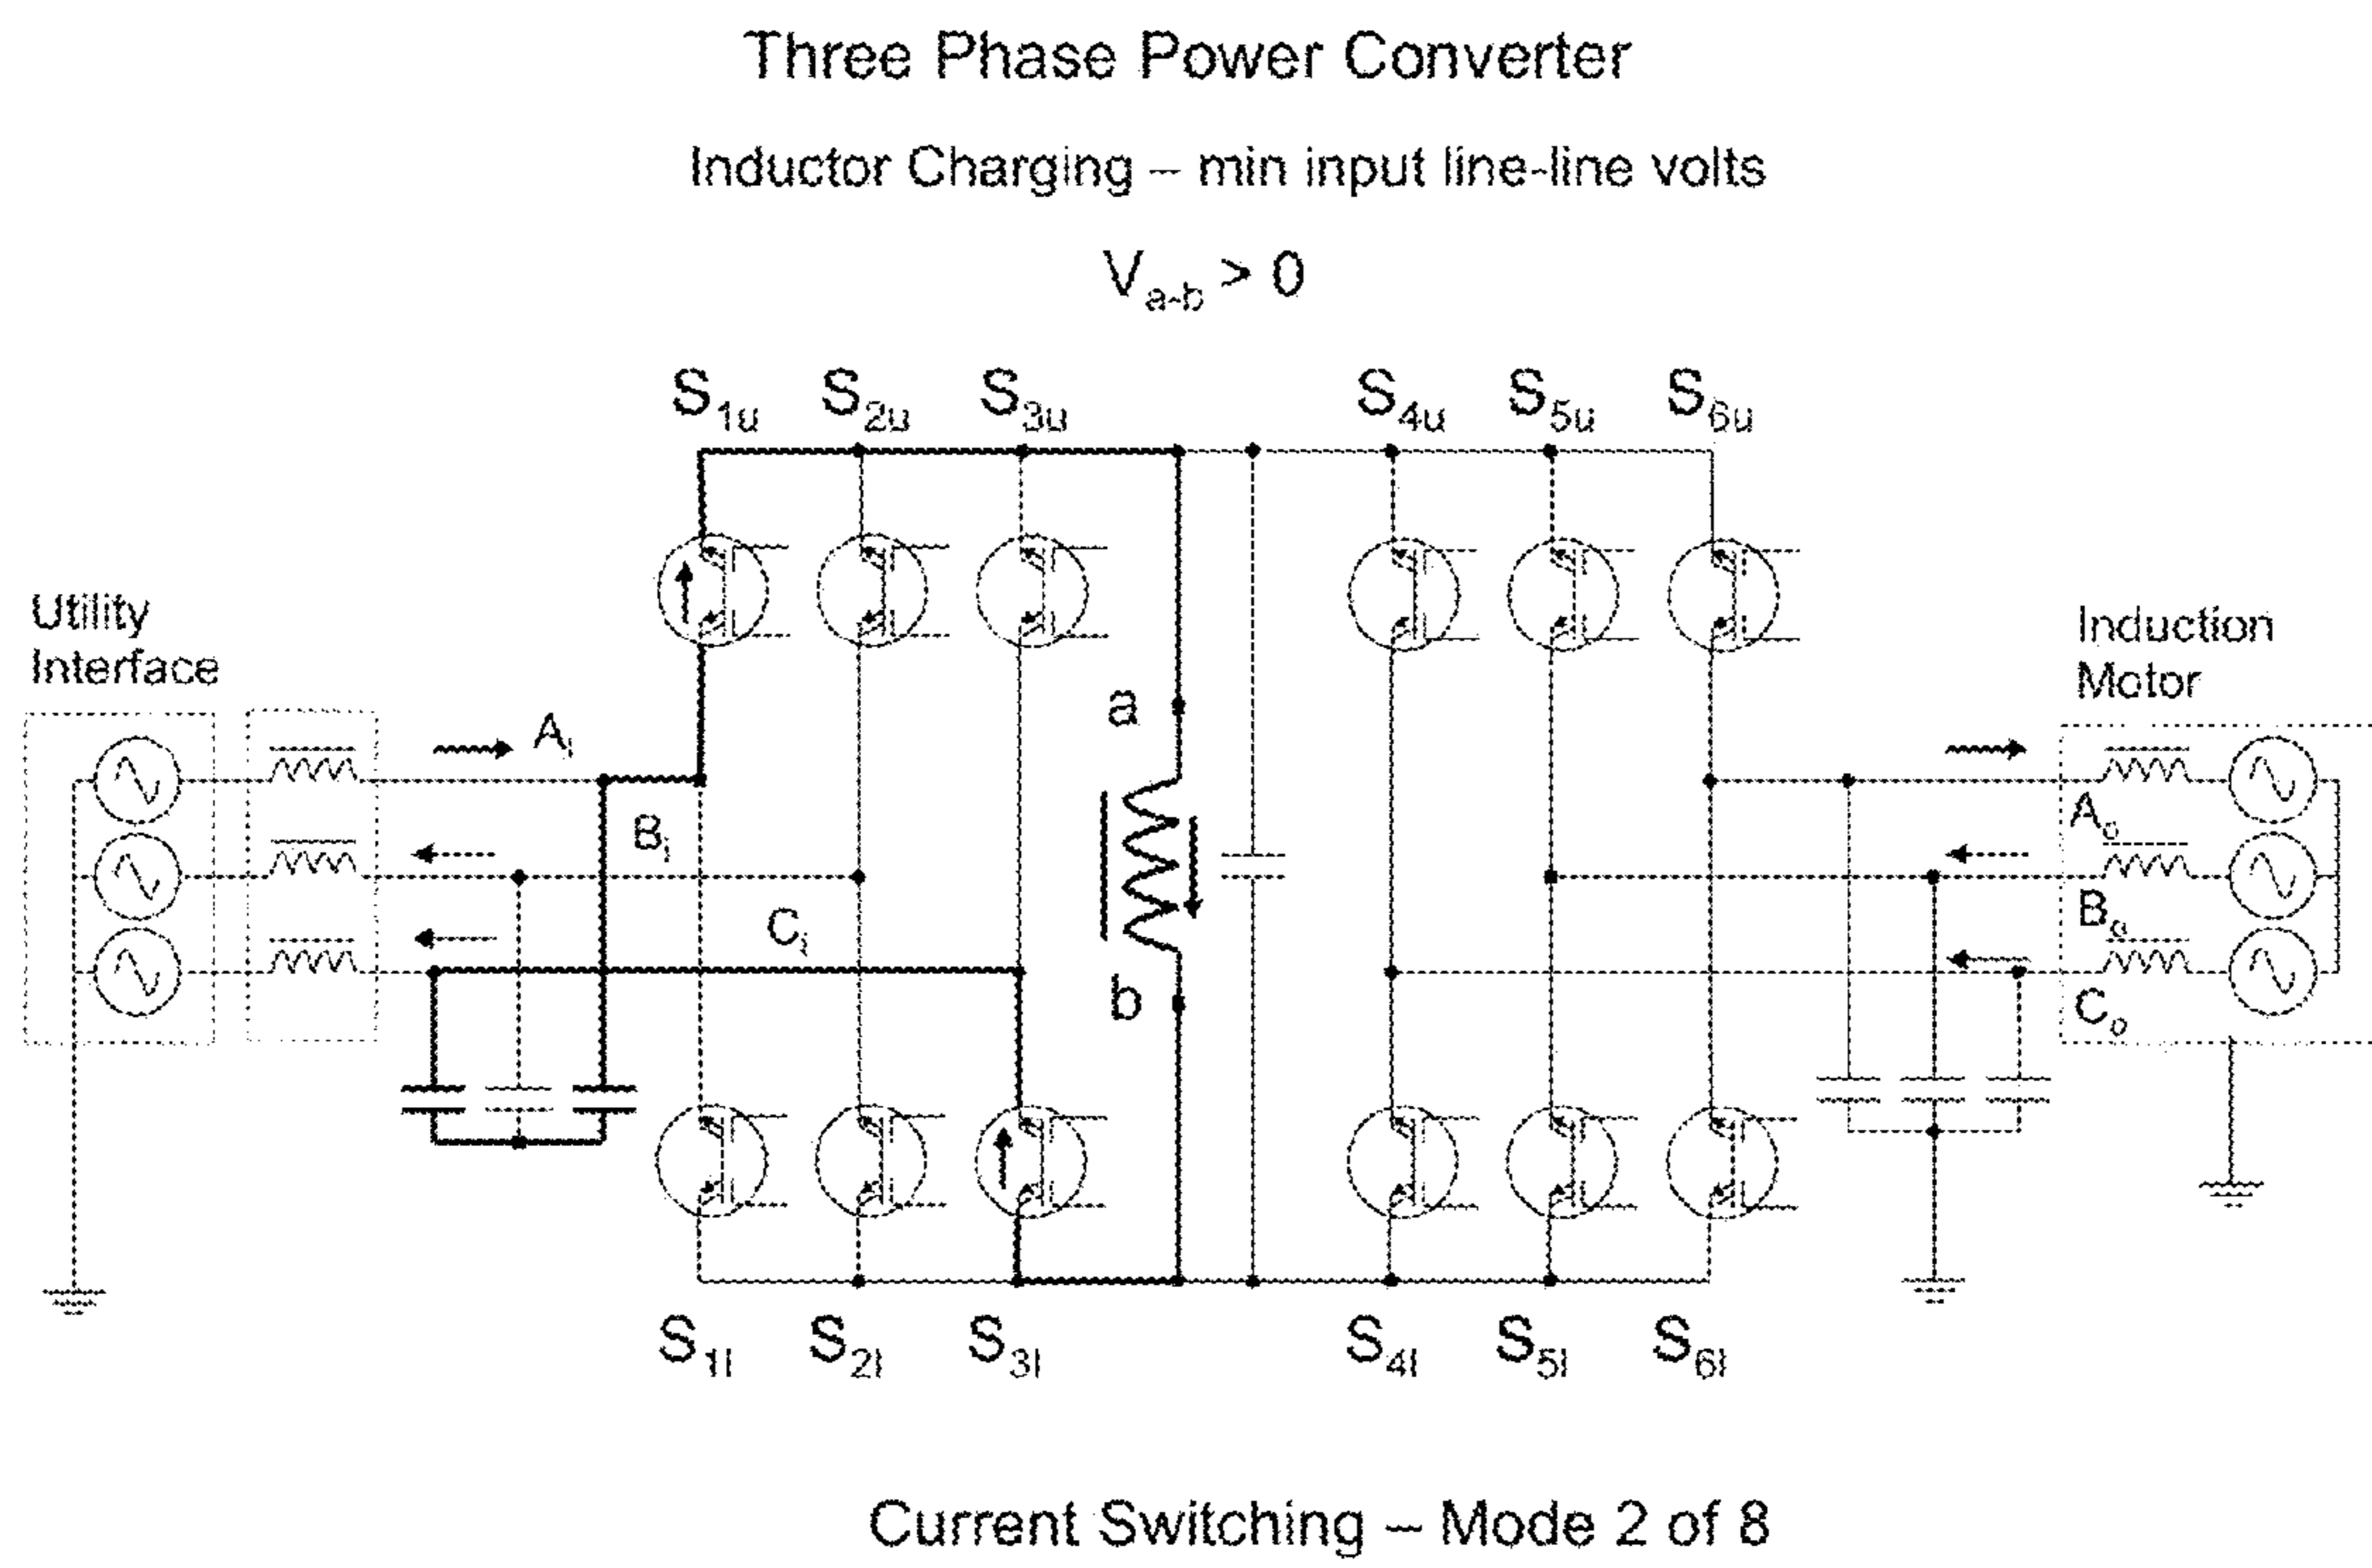 Three Phase Power Converter
Inductor Charging – min input line-line volts
Va-b > 0
S1u S2u S3u S4u S5u S6u
Utility
Interface
Induction
Motor
a
Ai
Bi
Ao
Ci
Bo
b
Co
S1l S2l S3l S4l S5l S6l
Current Switching – Mode 2 of 8